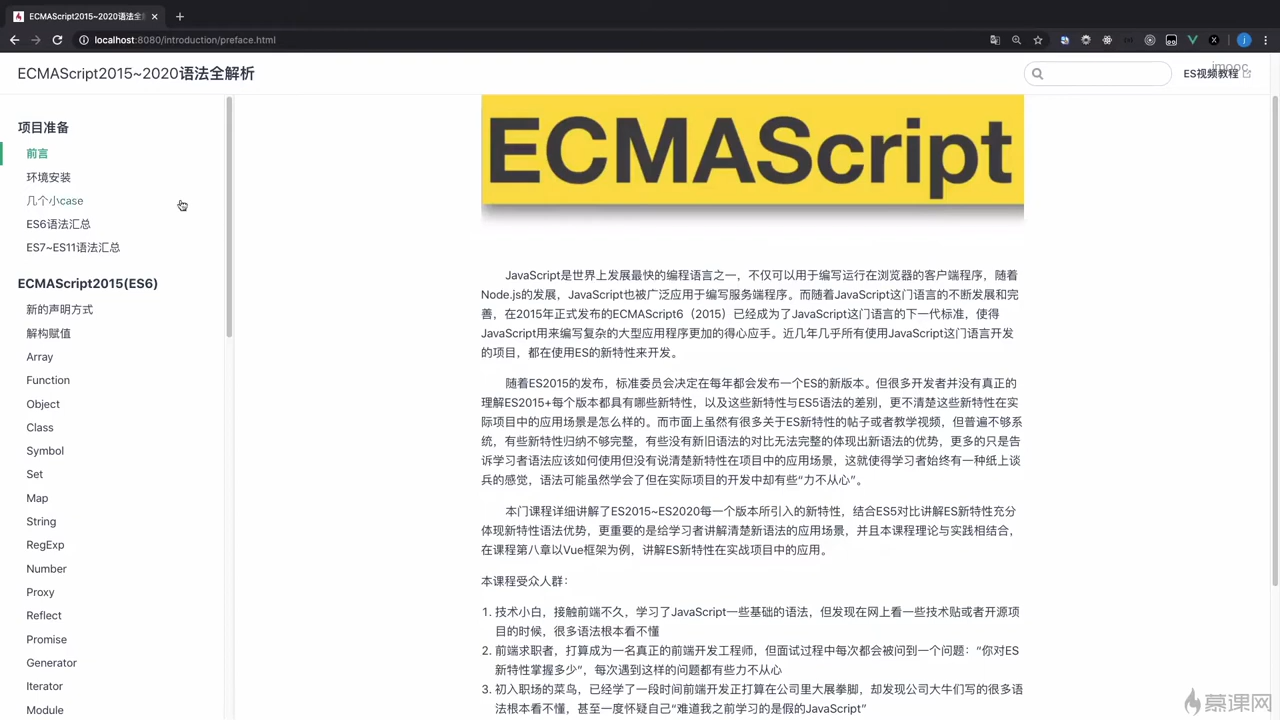 ECMAScript2015~2020语法全
localhost:8080/introduction/preface.html
ECMAScript2015~2020语法全解析
ES视频教程
imooc
项目准备
前言
环境安装
几个小case
ES6语法汇总
ES7~ES11语法汇总
ECMAScript2015(ES6)
新的声明方式
解构赋值
Array
Function
Object
Class
Symbol
Set
Map
String
RegExp
Number
Proxy
Reflect
Promise
Generator
Iterator
Module
ECMAScript
JavaScript是世界上发展最快的编程语言之一，不仅可以用于编写运行在浏览器的客户端程序，随着
Node.js的发展，JavaScript也被广泛应用于编写服务端程序。而随着JavaScript这门语言的不断发展和完
善，在2015年正式发布的ECMAScript6（2015）已经成为了JavaScript这门语言的下一代标准，使得
JavaScript用来编写复杂的大型应用程序更加的得心应手。近几年几乎所有使用JavaScript这门语言开发
的项目，都在使用ES的新特性来开发。
随着ES2015的发布，标准委员会决定在每年都会发布一个ES的新版本。但很多开发者并没有真正的
理解ES2015+每个版本都具有哪些新特性，以及这些新特性与ES5语法的差别，更不清楚这些新特性在实
际项目中的应用场景是怎么样的。而市面上虽然有很多关于ES新特性的帖子或者教学视频，但普遍不够系
统，有些新特性归纳不够完整，有些没有新旧语法的对比无法完整的体现出新语法的优势，更多的只是告
诉学习者语法应该如何使用但没有说清楚新特性在项目中的应用场景，这就使得学习者始终有一种纸上谈
兵的感觉，语法可能虽然学会了但在实际项目的开发中却有些“力不从心”。
本门课程详细讲解了ES2015~ES2020每一个版本所引入的新特性，结合ES5对比讲解ES新特性充分
体现新特性语法优势，更重要的是给学习者讲解清楚新语法的应用场景，并且本课程理论与实践相结合，
在课程第八章以Vue框架为例，讲解ES新特性在实战项目中的应用。
本课程受众人群：
1. 技术小白，接触前端不久，学习了JavaScript一些基础的语法，但发现在网上看一些技术贴或者开源项
目的时候，很多语法根本看不懂
2. 前端求职者，打算成为一名真正的前端开发工程师，但面试过程中每次都会被问到一个问题：“你对ES
新特性掌握多少”，每次遇到这样的问题都有些力不从心
3. 初入职场的菜鸟，已经学了一段时间前端开发正打算在公司里大展拳脚，却发现公司大牛们写的很多语
法根本看不懂，甚至一度怀疑自己“难道我之前学习的是假的JavaScript”
慕课网